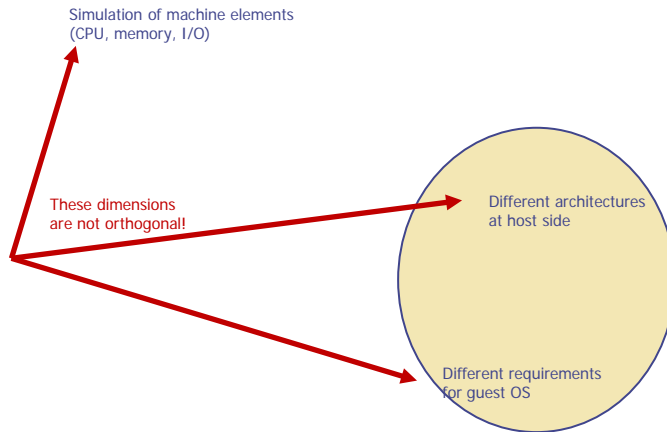 Simulation of machine elements
(CPU, memory, I/O)
These dimensions
are not orthogonal!
Different architectures
at host side
Different requirements
for guest OS